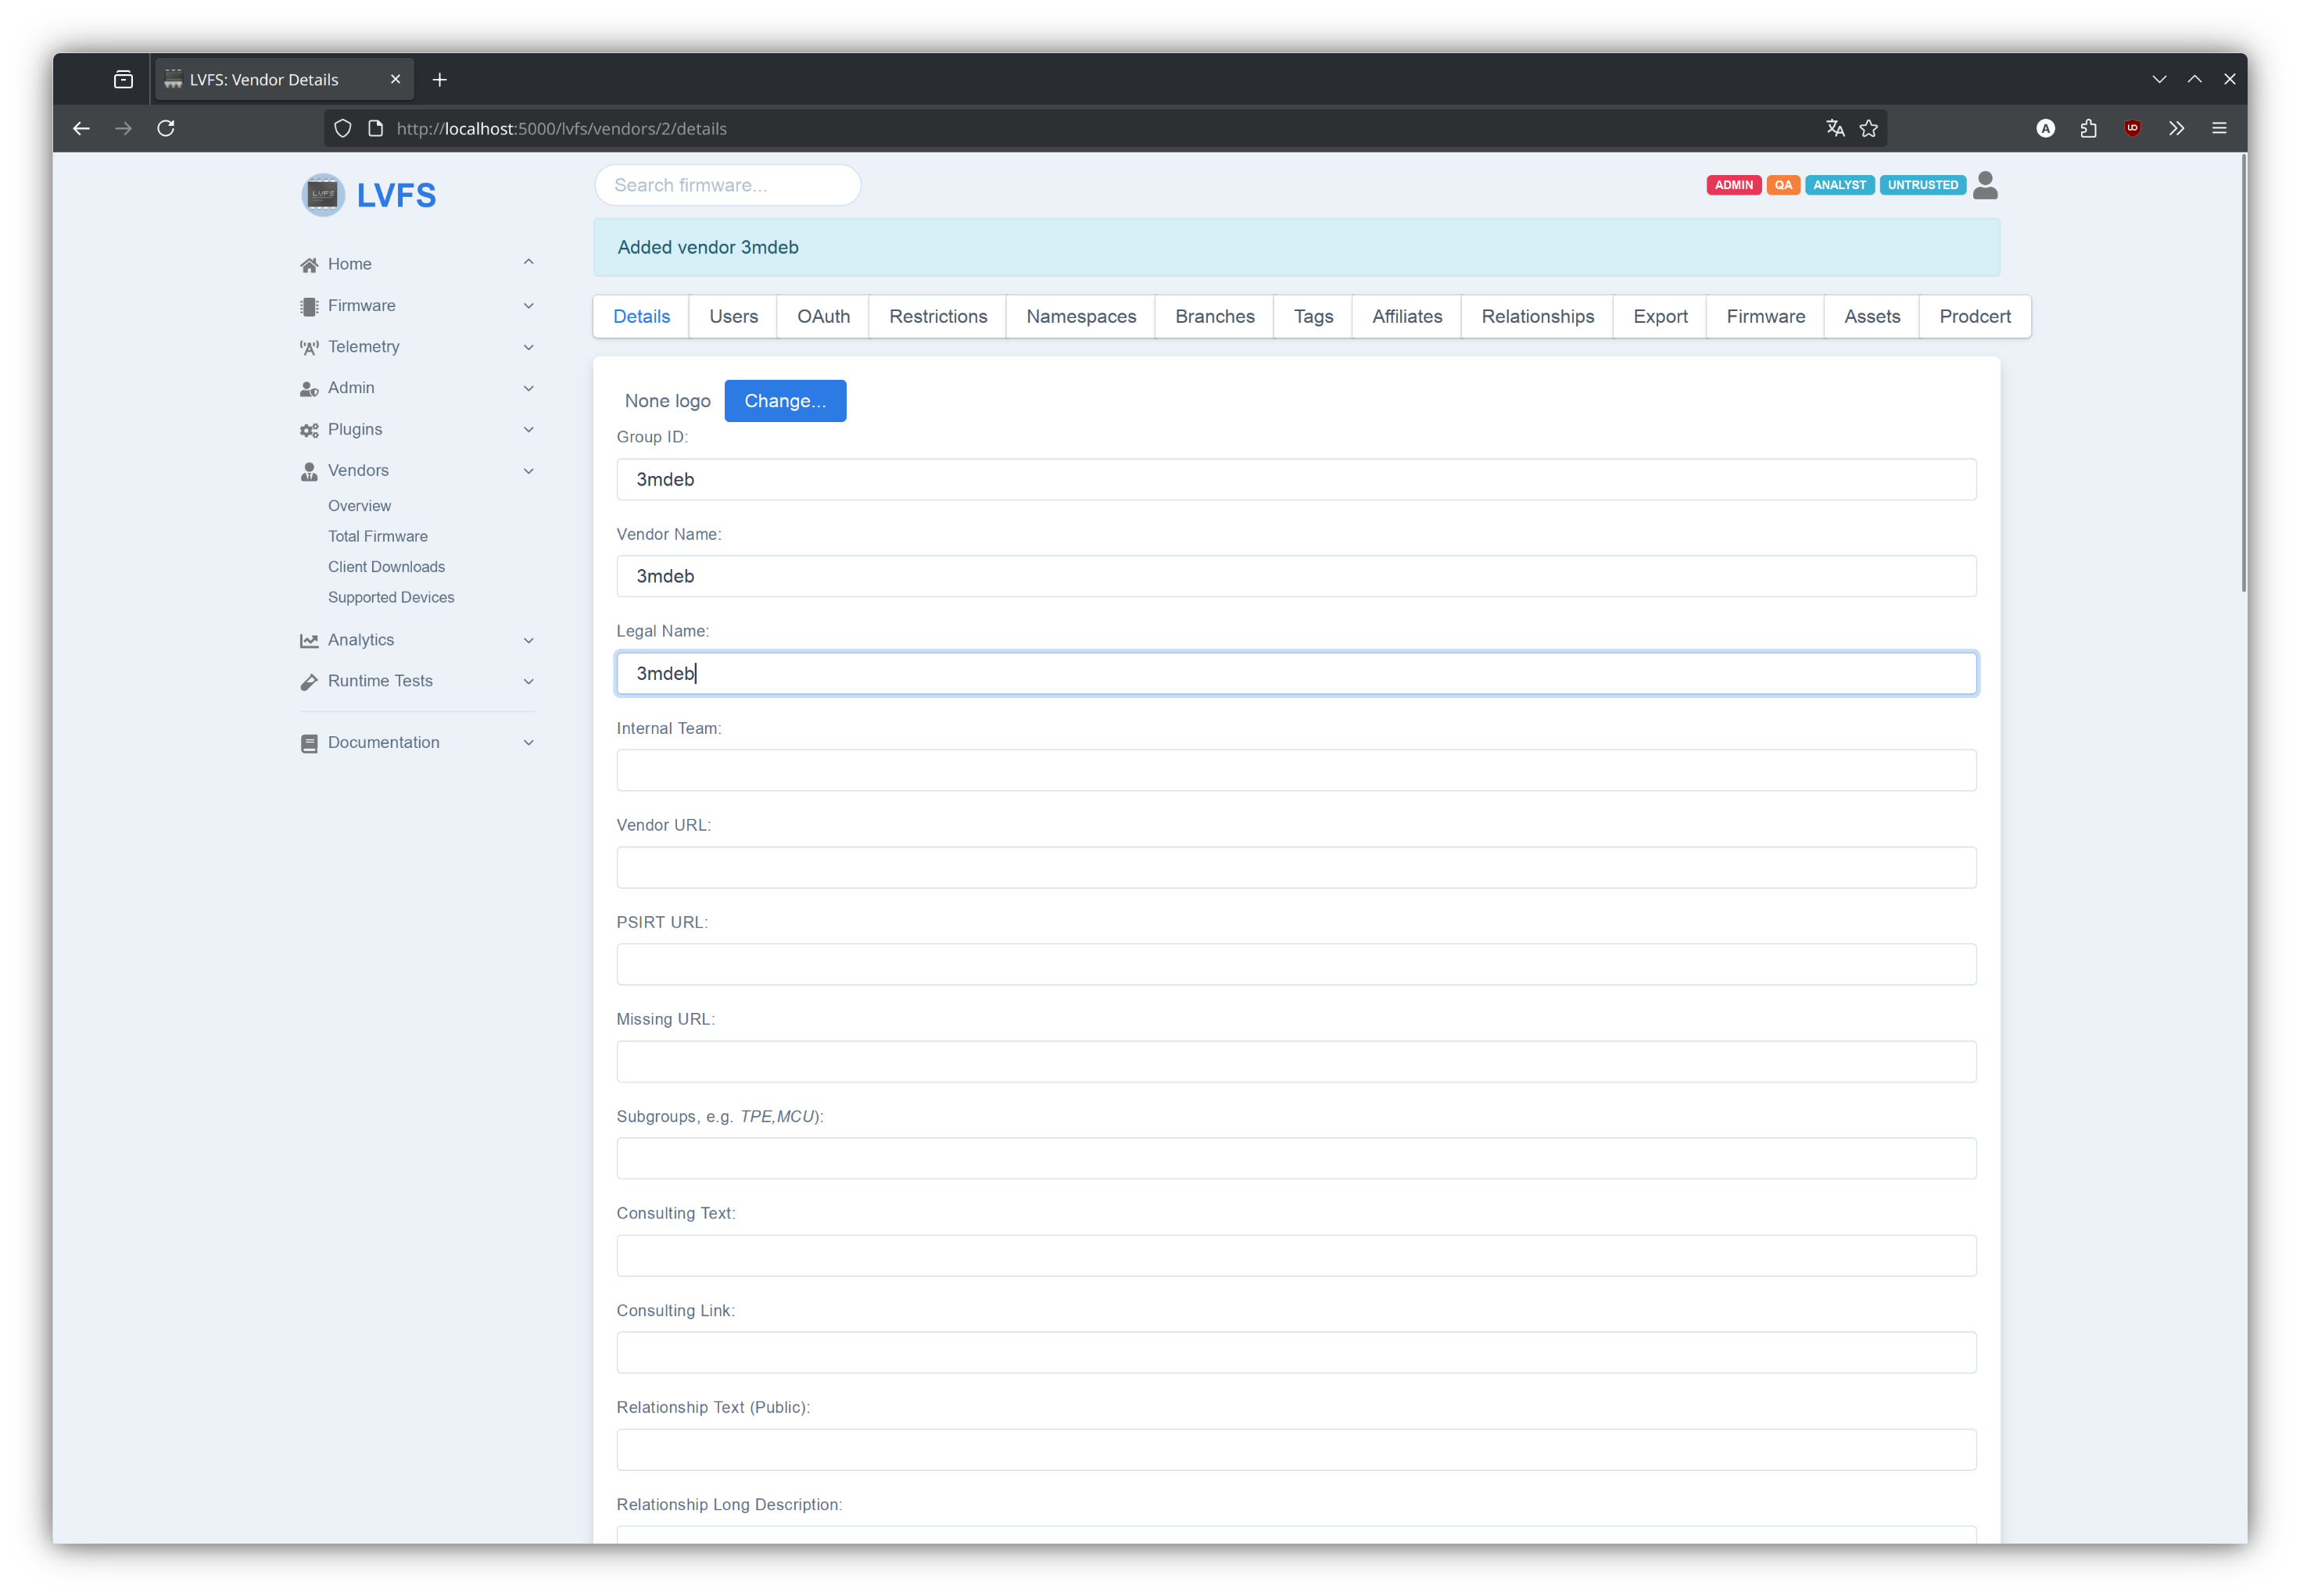 LVFS: Vendor Details
http://localhost:5000/lvfs/vendors/2/details
LVFS
Search firmware...
ADMIN QA ANALYST UNTRUSTED
Added vendor 3mdeb
Home
Firmware
Telemetry
Admin
Plugins
Vendors
Overview
Total Firmware
Client Downloads
Supported Devices
Analytics
Runtime Tests
Documentation
Details Users OAuth Restrictions Namespaces Branches Tags Affiliates Relationships Export Firmware Assets Prodcert
None logo Change...
Group ID:
3mdeb
Vendor Name:
3mdeb
Legal Name:
3mdeb
Internal Team:
Vendor URL:
PSIRT URL:
Missing URL:
Subgroups, e.g. TPE,MCU):
Consulting Text:
Consulting Link:
Relationship Text (Public):
Relationship Long Description: